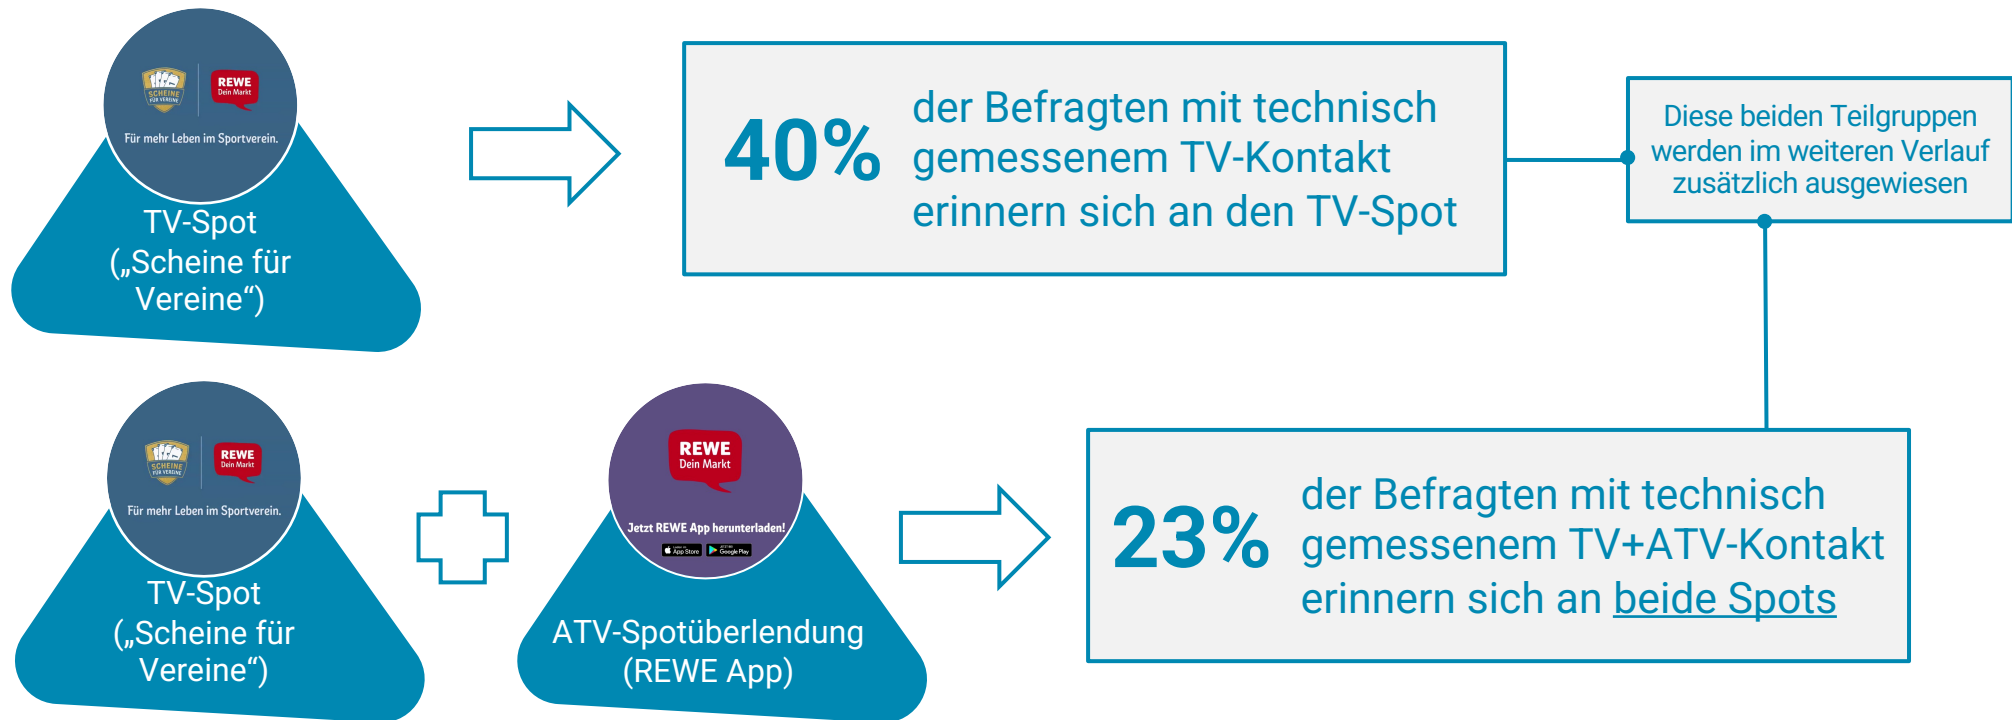 SCHEINE
FÜR VEREINE
REWE
Dein Markt
Für mehr Leben im Sportverein.
TV-Spot
(„Scheine für
Vereine“)
40%
der Befragten mit technisch
gemessenem TV-Kontakt
erinnern sich an den TV-Spot
Diese beiden Teilgruppen
werden im weiteren Verlauf
zusätzlich ausgewiesen
SCHEINE
FÜR VEREINE
REWE
Dein Markt
Für mehr Leben im Sportverein.
TV-Spot
(„Scheine für
Vereine“)
REWE
Dein Markt
Jetzt REWE App herunterladen!
App Store
Google Play
ATV-Spotüberlendung
(REWE App)
23%
der Befragten mit technisch
gemessenem TV+ATV-Kontakt
erinnern sich an beide Spots